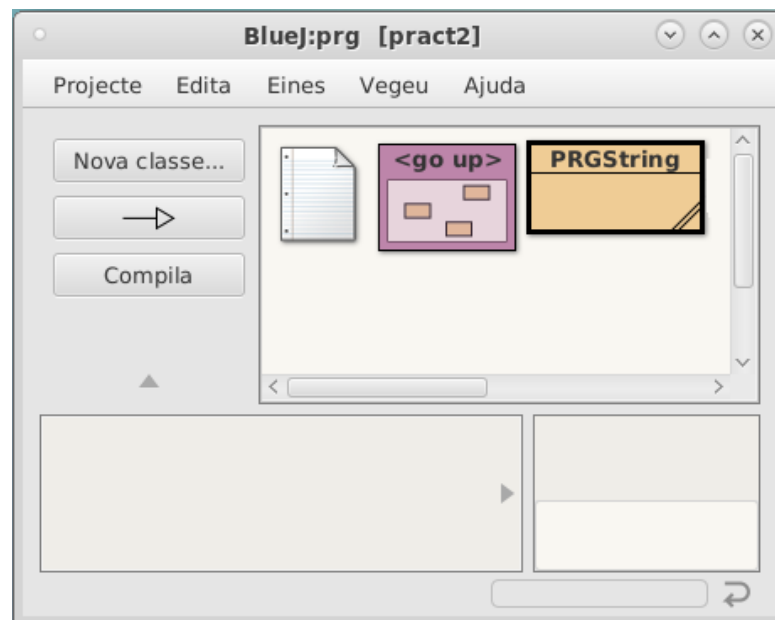 BlueJ:prg [pract2]
Projecte Edita Eines Vegeu Ajuda
Nova classe...
Compila
<go up>
PRGString